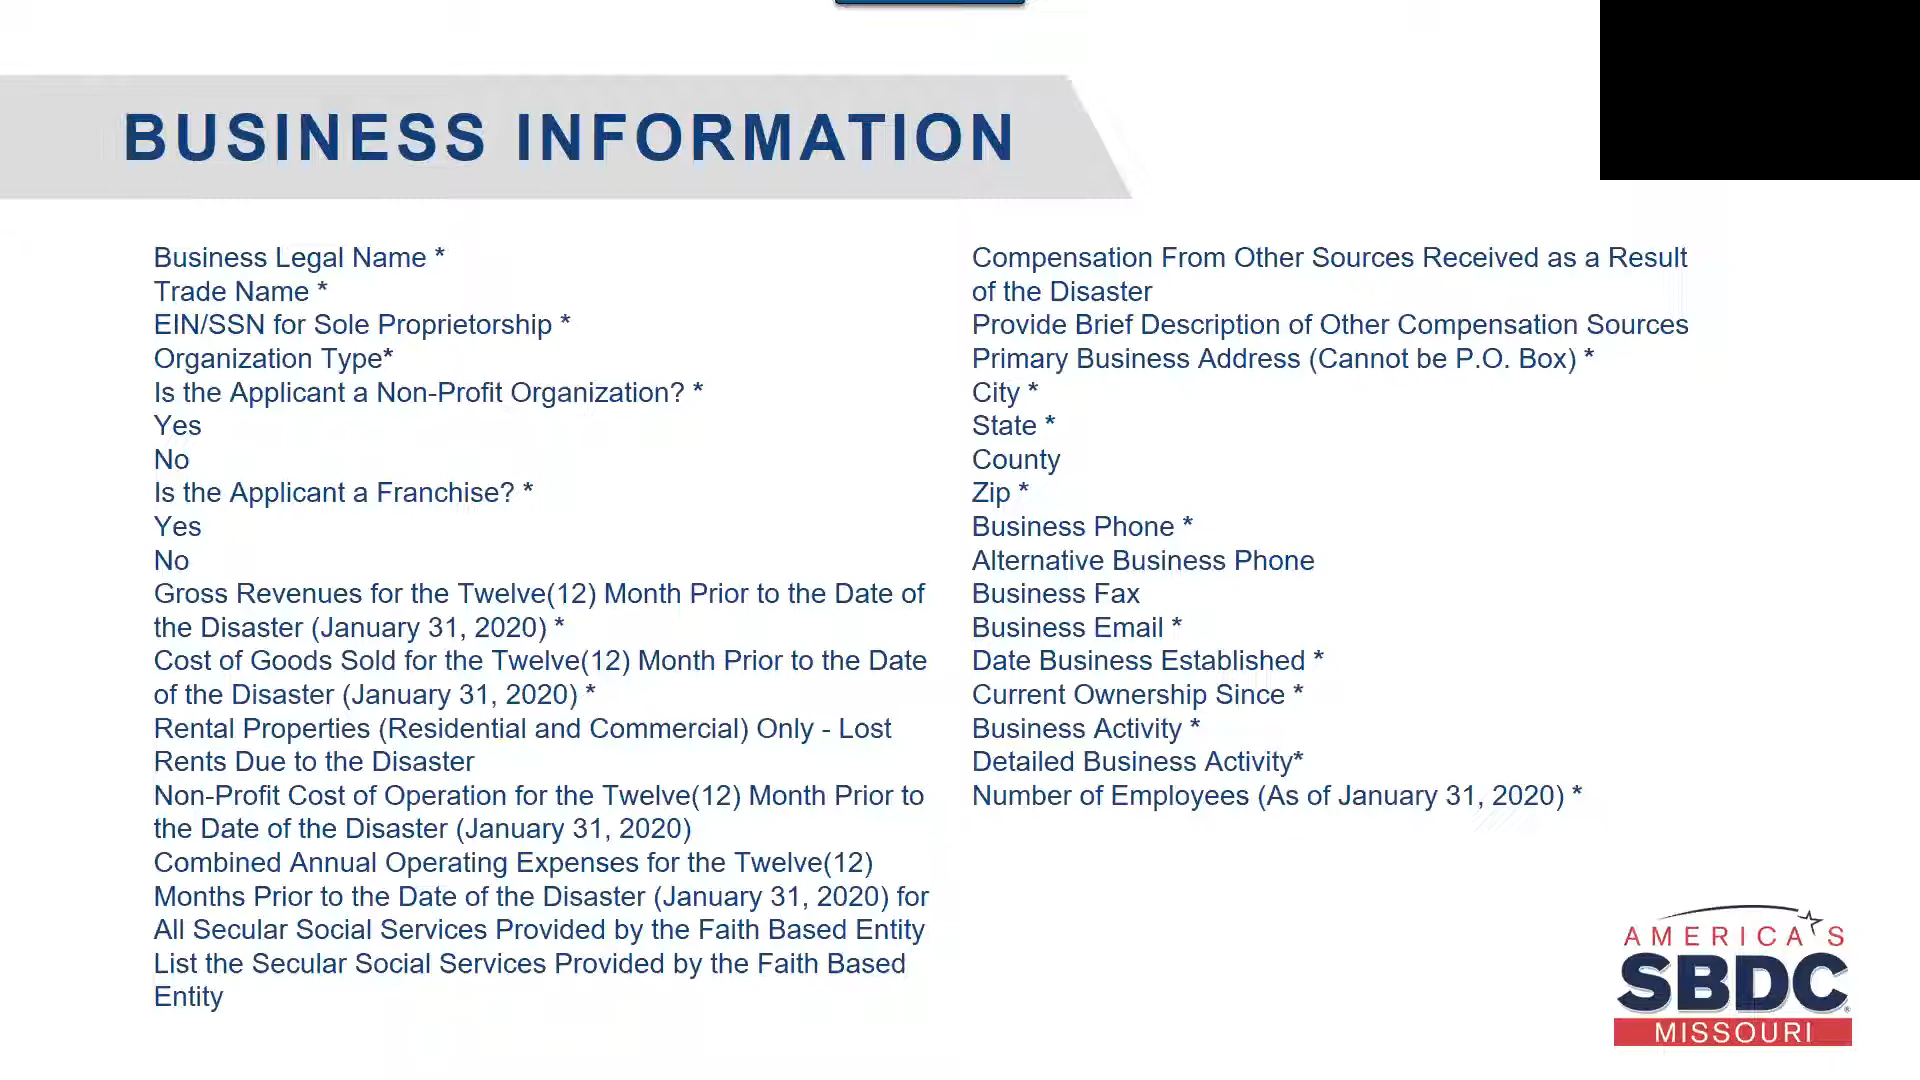 BUSINESS INFORMATION
Business Legal Name *
Trade Name *
EIN/SSN for Sole Proprietorship *
Organization Type*
Is the Applicant a Non-Profit Organization? *
Yes
No
Is the Applicant a Franchise? *
Yes
No
Gross Revenues for the Twelve(12) Month Prior to the Date of
the Disaster (January 31, 2020) *
Cost of Goods Sold for the Twelve(12) Month Prior to the Date
of the Disaster (January 31, 2020) *
Rental Properties (Residential and Commercial) Only - Lost
Rents Due to the Disaster
Non-Profit Cost of Operation for the Twelve(12) Month Prior to
the Date of the Disaster (January 31, 2020)
Combined Annual Operating Expenses for the Twelve(12)
Months Prior to the Date of the Disaster (January 31, 2020) for
All Secular Social Services Provided by the Faith Based Entity
List the Secular Social Services Provided by the Faith Based
Entity
Compensation From Other Sources Received as a Result
of the Disaster
Provide Brief Description of Other Compensation Sources
Primary Business Address (Cannot be P.O. Box) *
City *
State *
County
Zip *
Business Phone *
Alternative Business Phone
Business Fax
Business Email *
Date Business Established *
Current Ownership Since *
Business Activity *
Detailed Business Activity*
Number of Employees (As of January 31, 2020) *
AMERICA'S
SBDC
MISSOURI